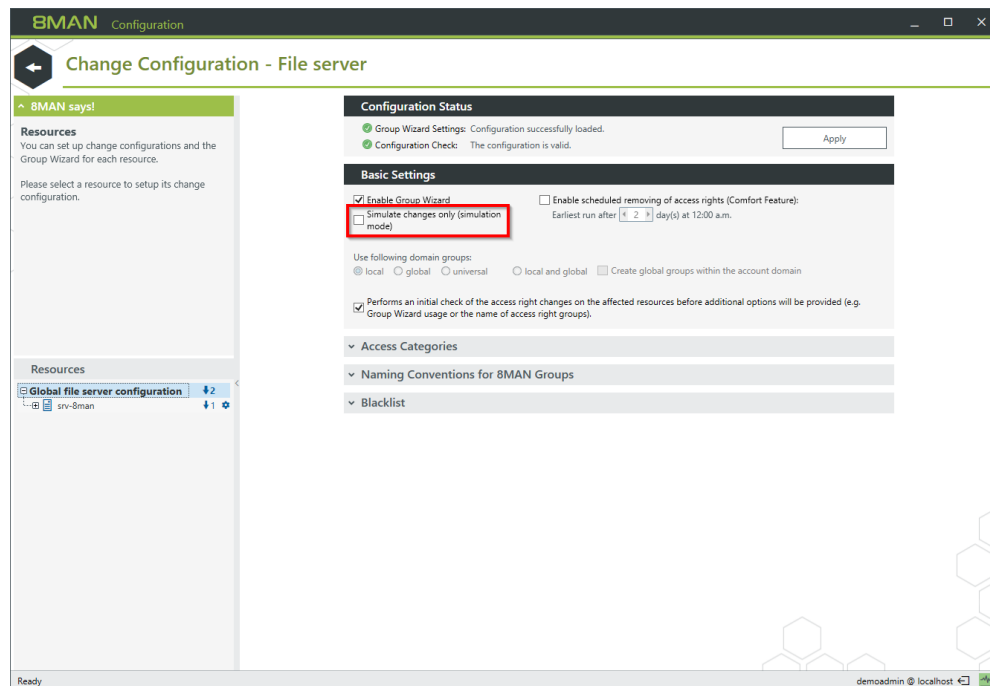 8MAN Configuration
Change Configuration - File server
8MAN says!
Resources
You can set up change configurations and the
Group Wizard for each resource.
Please select a resource to setup its change
configuration.
Resources
Global file server configuration 2
srv-8man 1
Configuration Status
Group Wizard Settings: Configuration successfully loaded.
Configuration Check: The configuration is valid.
Apply
Basic Settings
Enable Group Wizard
Simulate changes only (simulation
mode)
Enable scheduled removing of access rights (Comfort Feature):
Earliest run after 2 day(s) at 12:00 a.m.
Use following domain groups:
local global universal local and global Create global groups within the account domain
Performs an initial check of the access right changes on the affected resources before additional options will be provided (e.g.
Group Wizard usage or the name of access right groups).
Access Categories
Naming Conventions for 8MAN Groups
Blacklist
Ready
demoadmin @ localhost